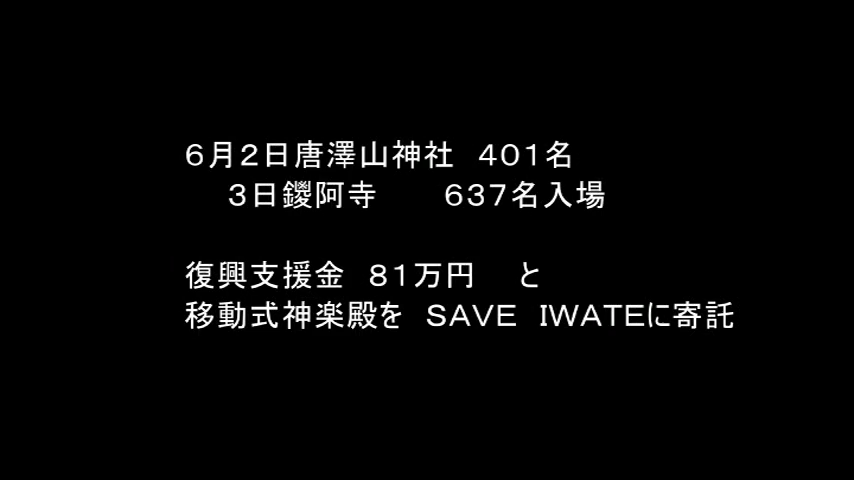 ６月２日唐澤山神社　４０１名
　３日鑁阿寺　　６３７名入場
復興支援金　８１万円　と
移動式神楽殿を　ＳＡＶＥ　ＩＷＡＴＥに寄託